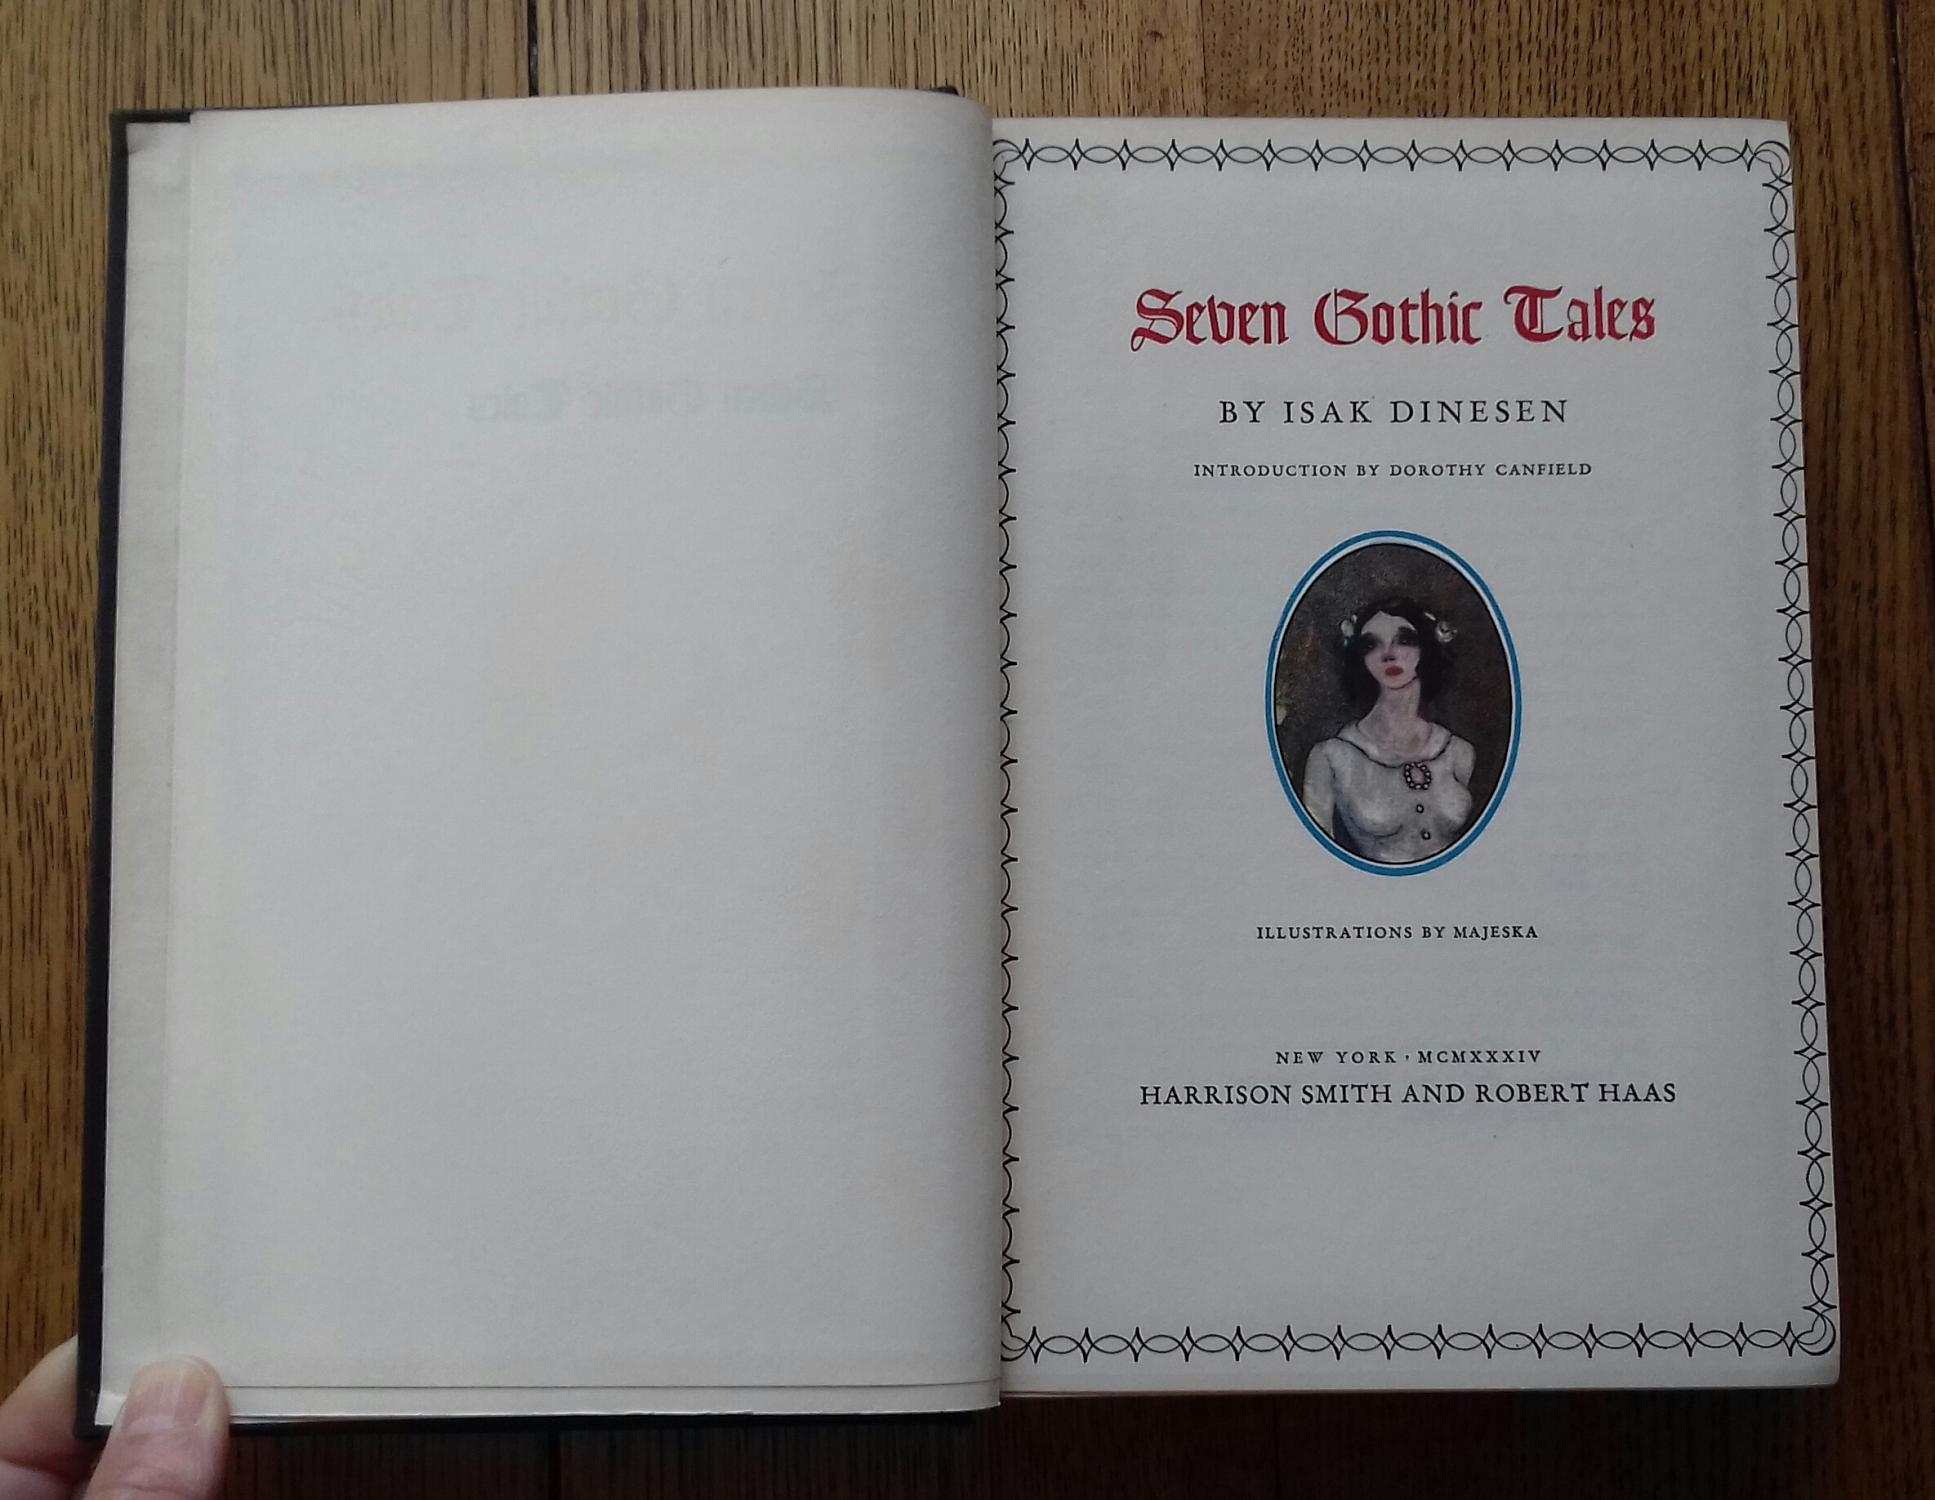 Seven Gothic Tales
BY ISAK DINESEN
INTRODUCTION BY DOROTHY CANFIELD
ILLUSTRATIONS BY MAJESKA
NEW YORK · MCMXXXIV
HARRISON SMITH AND ROBERT HAAS